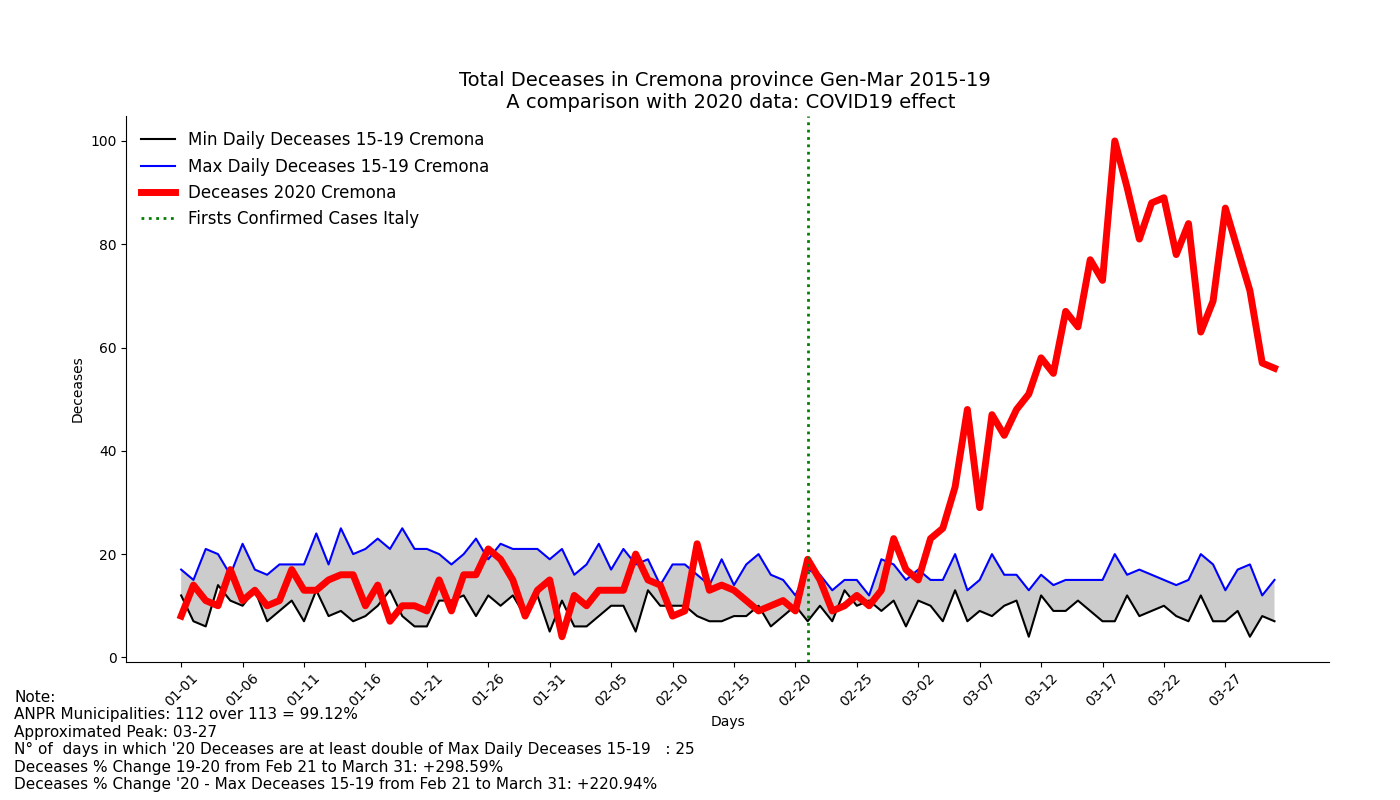 Total Deceases in Cremona province Gen-Mar 2015-19
A comparison with 2020 data: COVID19 effect
Min Daily Deceases 15-19 Cremona
Max Daily Deceases 15-19 Cremona
Deceases 2020 Cremona
Firsts Confirmed Cases Italy
100
80
60
40
20
0
Deceases
01-01 01-06 01-11 01-16 01-21 01-26 01-31 02-05 02-10 02-15 02-20 02-25 03-02 03-07 03-12 03-17 03-22 03-27
Days
Note:
ANPR Municipalities: 112 over 113 = 99.12%
Approximated Peak: 03-27
N° of  days in which '20 Deceases are at least double of Max Daily Deceases 15-19   : 25
Deceases % Change 19-20 from Feb 21 to March 31: +298.59%
Deceases % Change '20 - Max Deceases 15-19 from Feb 21 to March 31: +220.94%